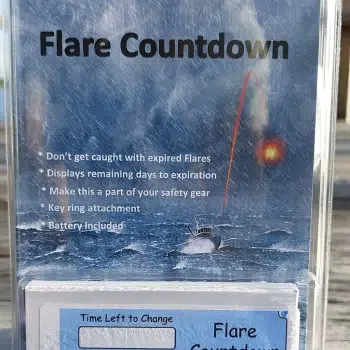 Flare Countdown
* Don't get caught with expired Flares
* Displays remaining days to expiration
* Make this a part of your safety gear
* Key ring attachment
* Battery included
Time Left to Change
Flare
Countdown